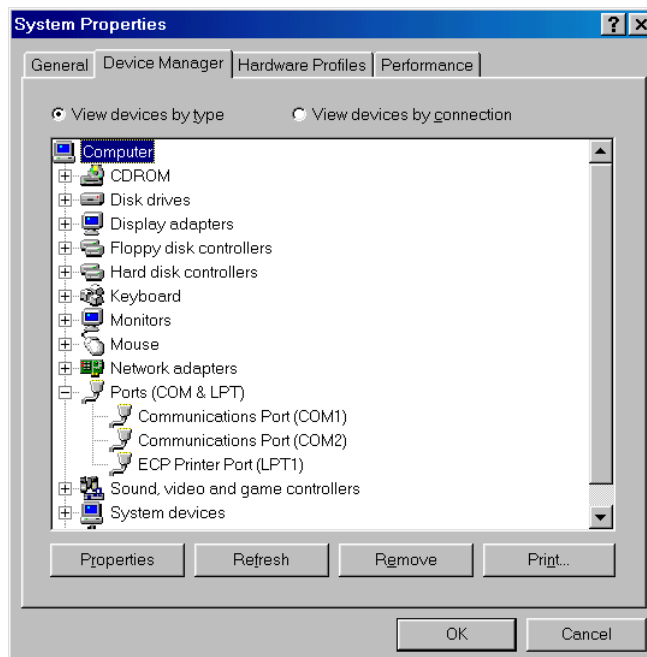 System Properties
General Device Manager Hardware Profiles Performance
View devices by type View devices by connection
Computer
CDROM
Disk drives
Display adapters
Floppy disk controllers
Hard disk controllers
Keyboard
Monitors
Mouse
Network adapters
Ports (COM & LPT)
Communications Port (COM1)
Communications Port (COM2)
ECP Printer Port (LPT1)
Sound, video and game controllers
System devices
Properties Refresh Remove Print...
OK Cancel